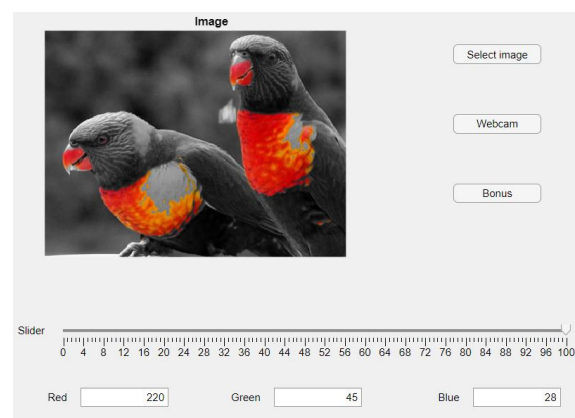 Image
Select image
Webcam
Bonus
Slider
0 4 8 12 16 20 24 28 32 36 40 44 48 52 56 60 64 68 72 76 80 84 88 92 96 100
Red 220 Green 45 Blue 28